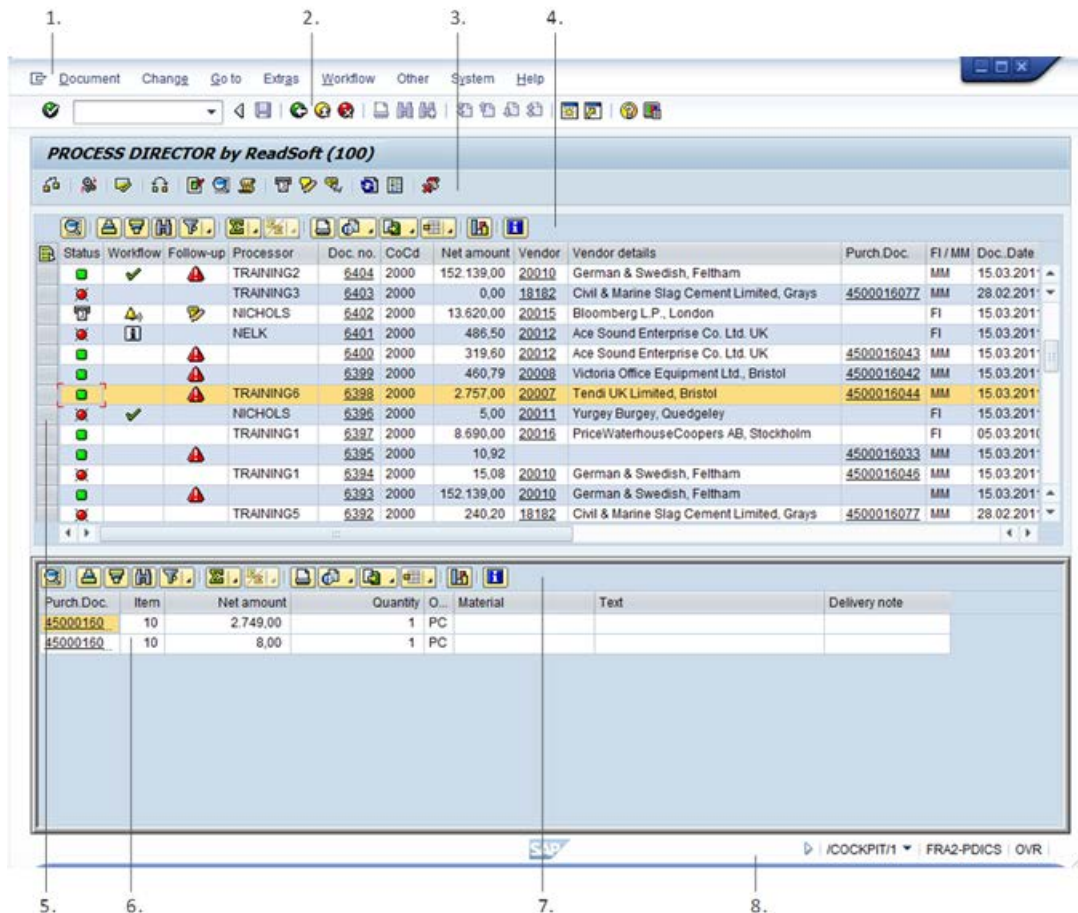 1. 2. 3. 4.
Document Change Go to Extras Workflow Other System Help
PROCESS DIRECTOR by ReadSoft (100)
Status Workflow Follow-up Processor Doc. no. CoCd Net amount Vendor Vendor details Purch.Doc. FI / MM Doc..Date
TRAINING2 6404 2000 152.139,00 20010 German & Swedish, Feltham MM 15.03.201
TRAINING3 6403 2000 0,00 18182 Civil & Marine Slag Cement Limited, Grays 4500016077 MM 28.02.201
NICHOLS 6402 2000 13.620,00 20015 Bloomberg L.P., London FI 15.03.201
NELK 6401 2000 486,50 20012 Ace Sound Enterprise Co. Ltd. UK FI 15.03.201
6400 2000 319,60 20012 Ace Sound Enterprise Co. Ltd. UK 4500016043 MM 15.03.201
6399 2000 460,79 20008 Victoria Office Equipment Ltd., Bristol 4500016042 MM 15.03.201
TRAINING6 6398 2000 2.757,00 20007 Tendi UK Limited, Bristol 4500016044 MM 15.03.201
NICHOLS 6396 2000 5,00 20011 Yurgey Burgey, Quedgeley FI 15.03.201
TRAINING1 6397 2000 8.690,00 20016 PriceWaterhouseCoopers AB, Stockholm FI 05.03.2010
6395 2000 10,92 4500016033 MM 15.03.201
TRAINING1 6394 2000 15,08 20010 German & Swedish, Feltham 4500016046 MM 15.03.201
6393 2000 152.139,00 20010 German & Swedish, Feltham MM 15.03.201
TRAINING5 6392 2000 240,20 18182 Civil & Marine Slag Cement Limited, Grays 4500016077 MM 28.02.201
Purch.Doc. Item Net amount Quantity O... Material Text Delivery note
45000160 10 2.749,00 1 PC
45000160 10 8,00 1 PC
SAP /COCKPIT/1 FRA2-PDICS OVR
5. 6. 7. 8.